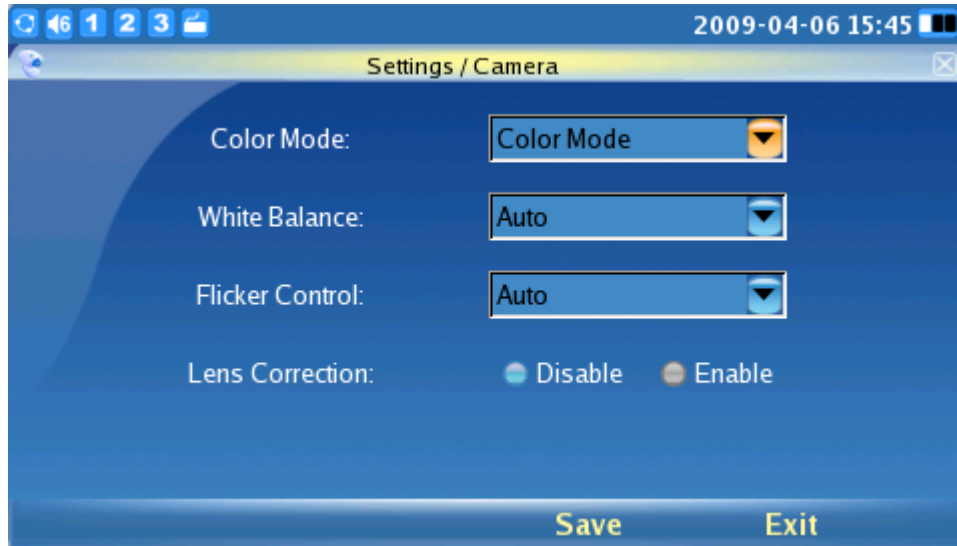 6 1 2 3 2009-04-06 15:45
Settings / Camera
Color Mode: Color Mode
White Balance: Auto
Flicker Control: Auto
Lens Correction: Disable Enable
Save Exit